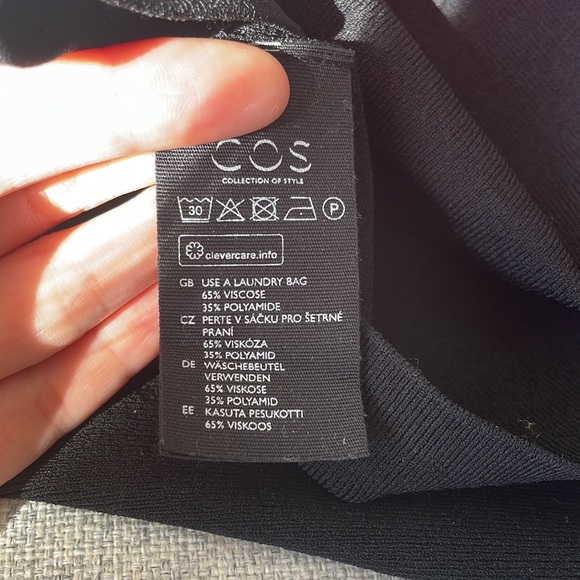 COS
COLLECTION OF STYLE
30 P
clevercare.info
GB USE A LAUNDRY BAG
65% VISCOSE
35% POLYAMIDE
CZ PERTE V SÁČKU PRO ŠETRNÉ
PRANÍ
65% VISKÓZA
35% POLYAMID
DE WÄSCHEBEUTEL
VERWENDEN
65% VISKOSE
35% POLYAMID
EE KASUTA PESUKOTTI
65% VISKOOS